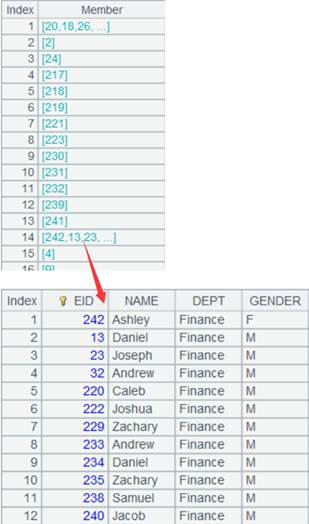 Index Member
1 [20,18,26, ...]
2 [2]
3 [24]
4 [217]
5 [218]
6 [219]
7 [221]
8 [223]
9 [230]
10 [231]
11 [232]
12 [239]
13 [241]
14 [242,13,23, ...]
15 [4]
16 [9]
Index EID NAME DEPT GENDER
1 242 Ashley Finance F
2 13 Daniel Finance M
3 23 Joseph Finance M
4 32 Andrew Finance M
5 220 Caleb Finance M
6 222 Joshua Finance M
7 229 Zachary Finance M
8 233 Andrew Finance M
9 234 Daniel Finance M
10 235 Zachary Finance M
11 238 Samuel Finance M
12 240 Jacob Finance M